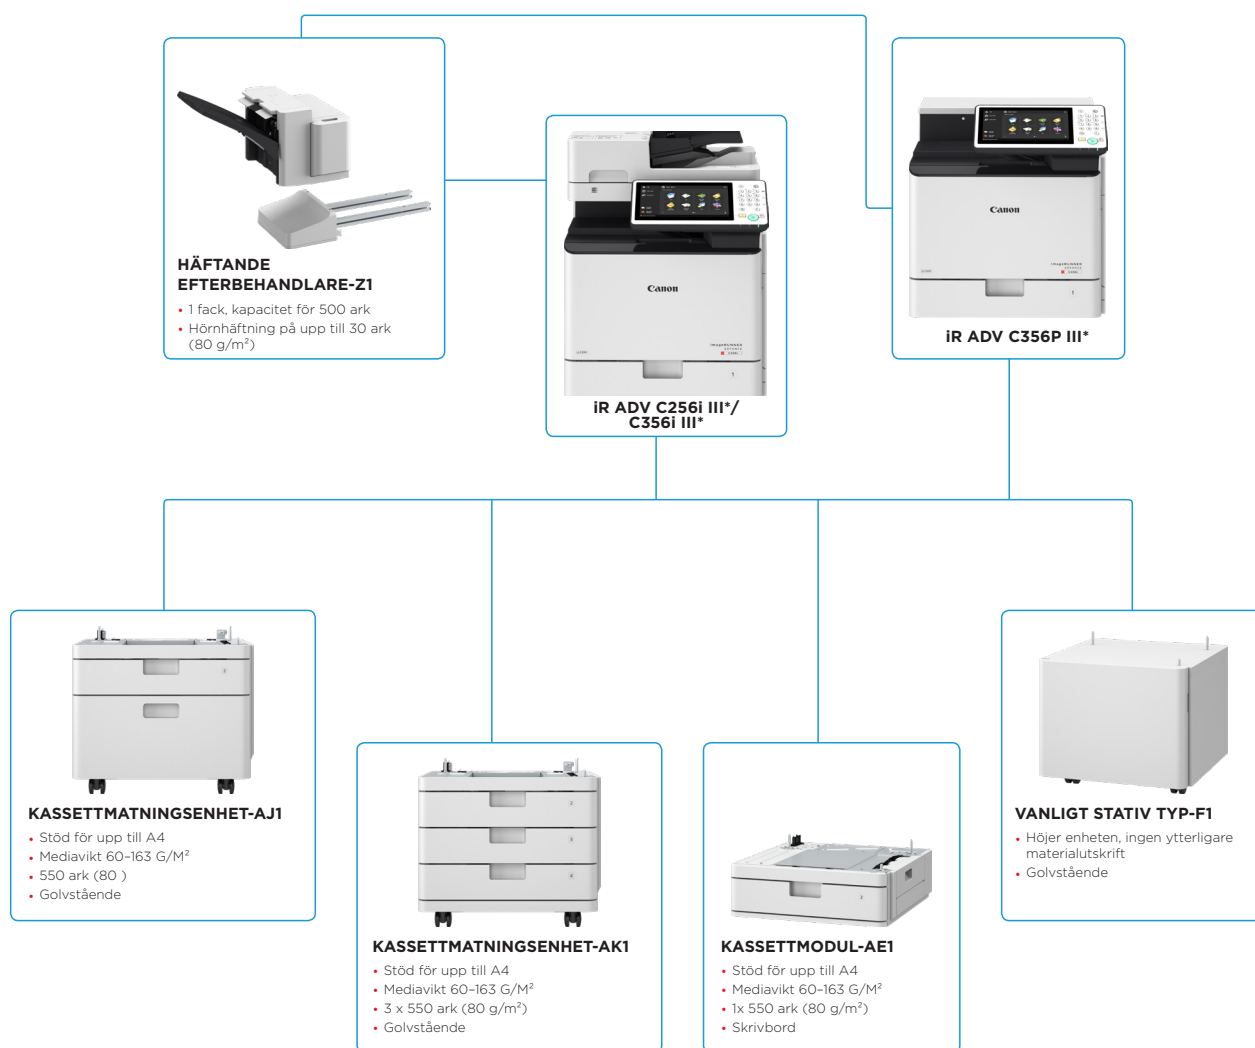 HÄFTANDE
EFTERBEHANDLARE-Z1
• 1 fack, kapacitet för 500 ark
• Hörnhäftning på upp till 30 ark
(80 g/m²)
Canon
iR ADV C256i III*/
C356i III*
Canon
iR ADV C356P III*
KASSETTMATNINGSENHET-AJ1
• Stöd för upp till A4
• Mediavikt 60–163 G/M²
• 550 ark (80 )
• Golvstående
KASSETTMATNINGSENHET-AK1
• Stöd för upp till A4
• Mediavikt 60–163 G/M²
• 3 x 550 ark (80 g/m²)
• Golvstående
KASSETTMODUL-AE1
• Stöd för upp till A4
• Mediavikt 60–163 G/M²
• 1x 550 ark (80 g/m²)
• Skrivbord
VANLIGT STATIV TYP-F1
• Höjer enheten, ingen ytterligare
materialutskrift
• Golvstående